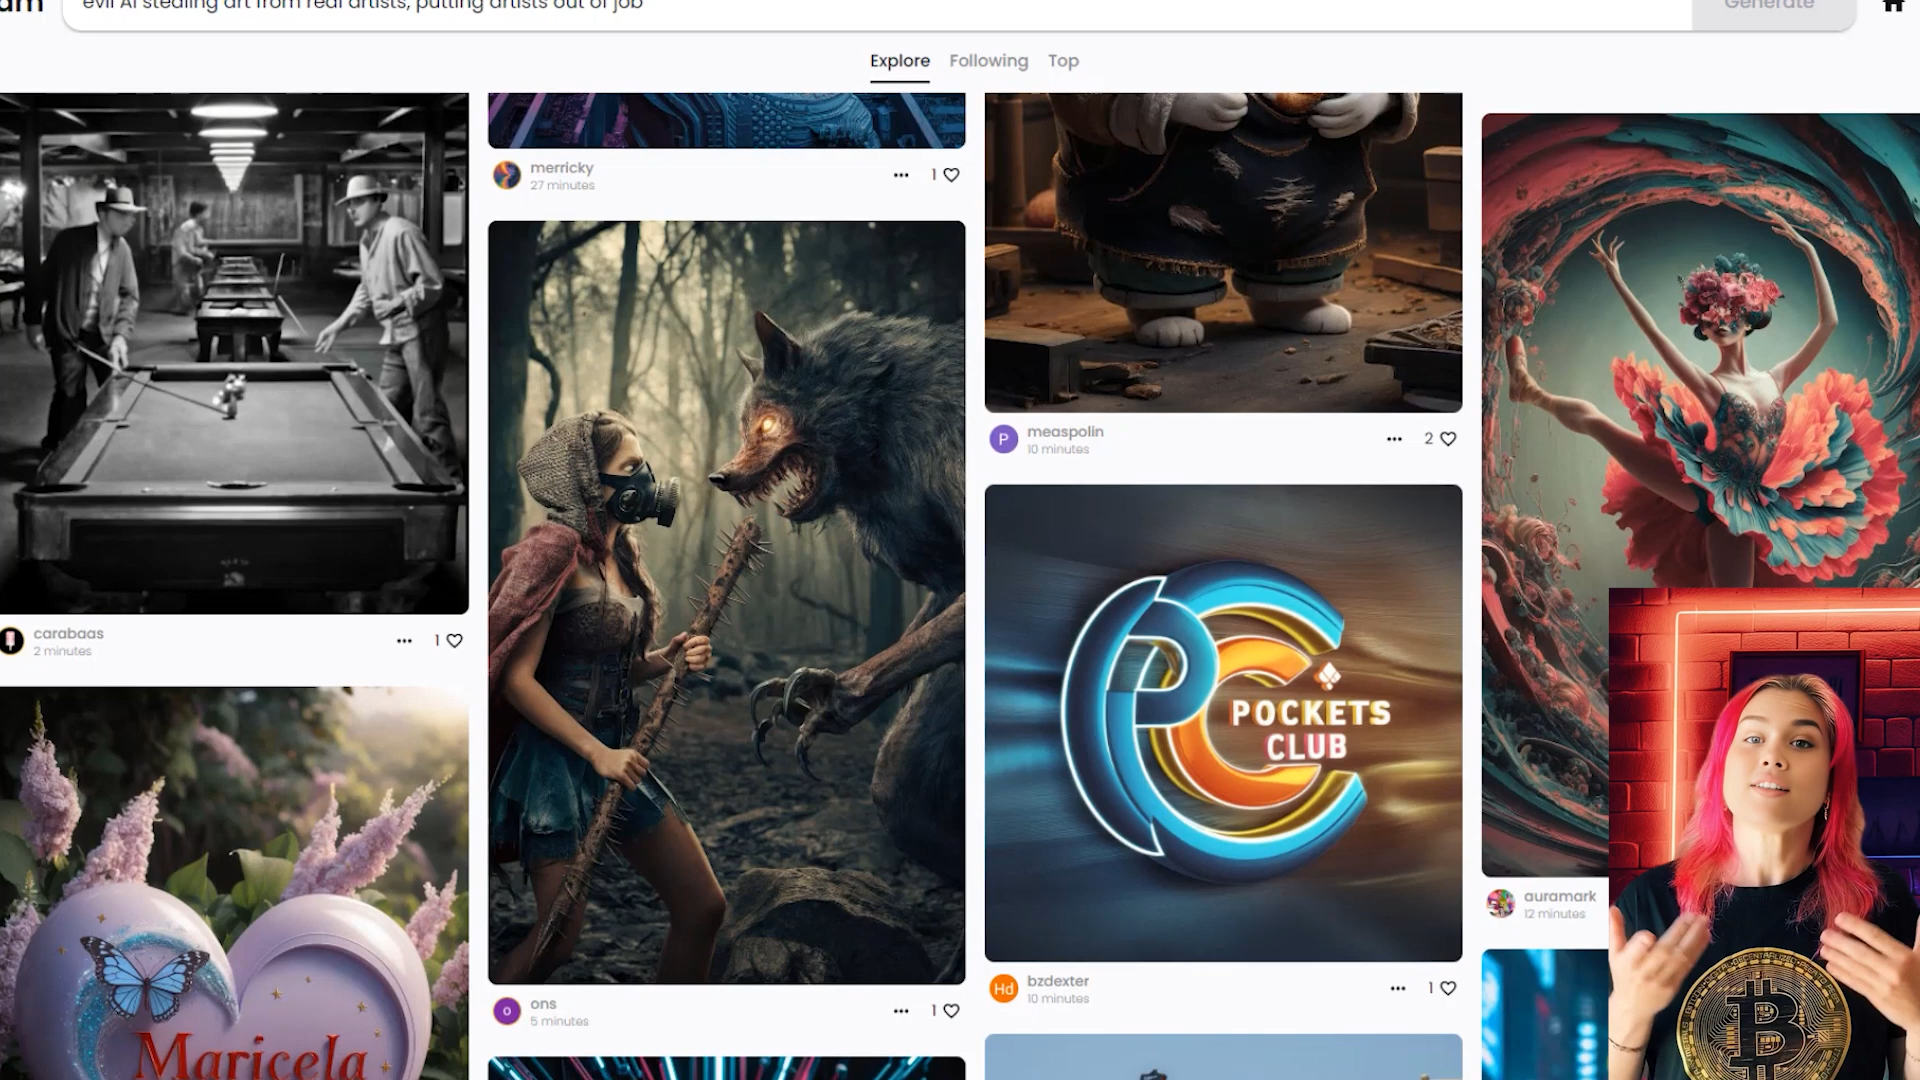 am
evil AI stealing art from real artists, putting artists out of job
Generate
Explore
Following
Top
merricky
27 minutes
1
P
measpolin
10 minutes
2
carabaas
2 minutes
1
POCKETS
CLUB
auramark
12 minutes
Hd
bzdexter
10 minutes
1
o
ons
5 minutes
1
Maricela
B